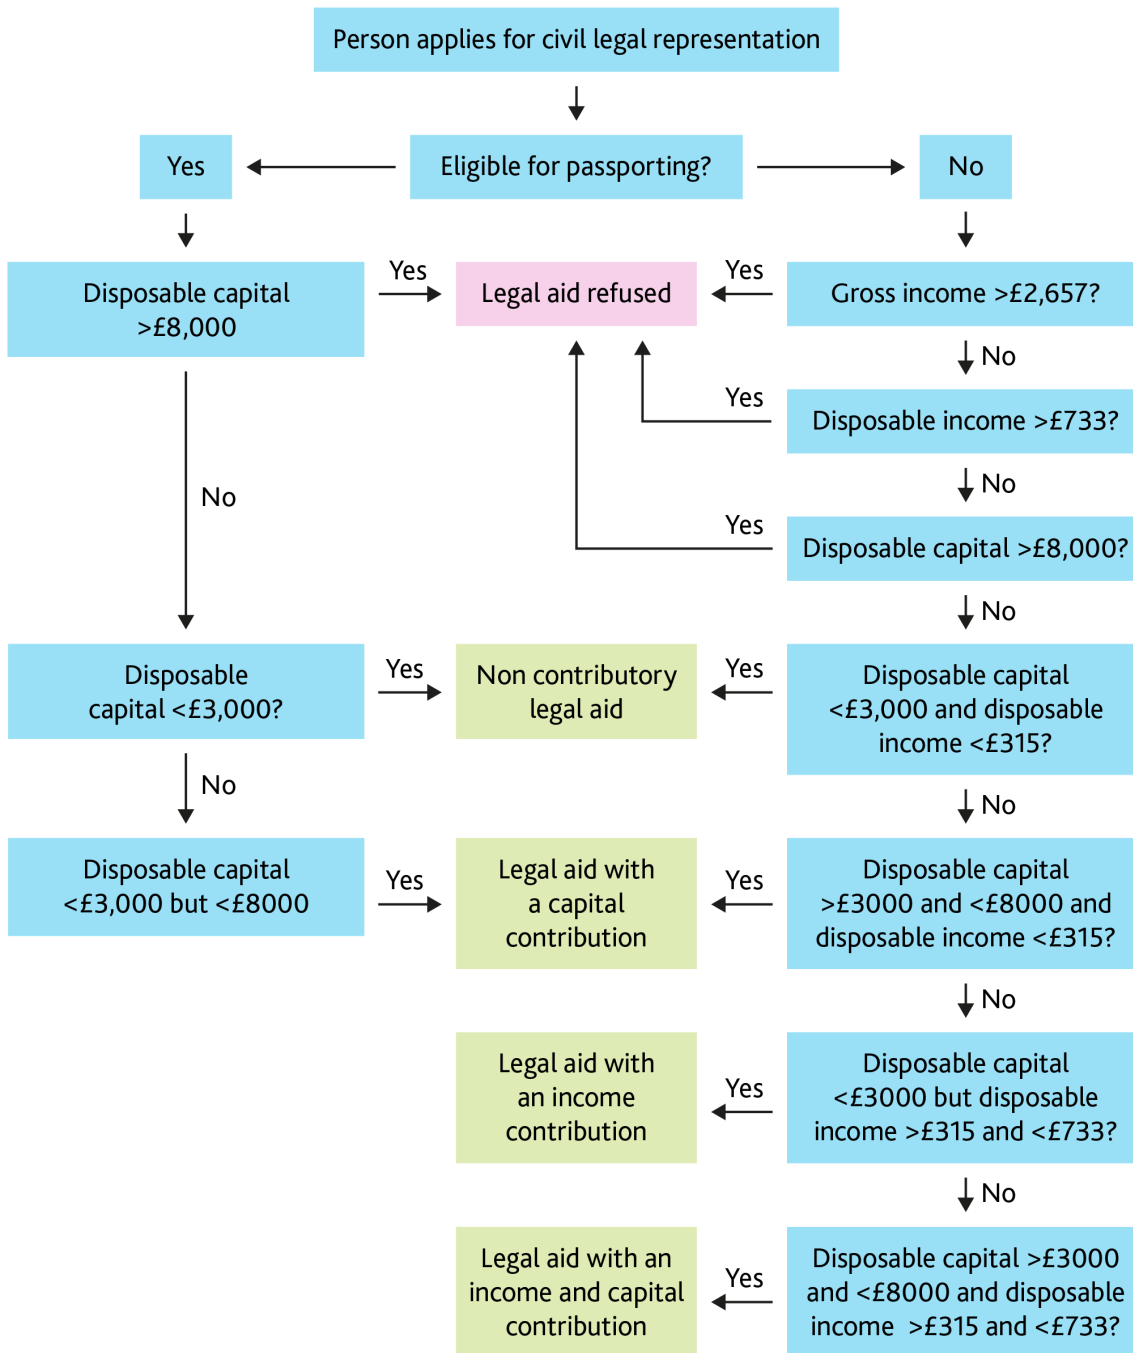 Person applies for civil legal representation
Yes
Eligible for passporting?
No
Disposable capital
>£8,000
Yes
Legal aid refused
Yes
Gross income >£2,657?
No
Yes
Disposable income >£733?
No
No
Yes
Disposable capital >£8,000?
No
Disposable
capital <£3,000?
Yes
Non contributory
legal aid
Yes
Disposable capital
<£3,000 and disposable
income <£315?
No
No
Disposable capital
<£3,000 but <£8000
Yes
Legal aid with
a capital
contribution
Yes
Disposable capital
>£3000 and <£8000 and
disposable income <£315?
No
Legal aid with
an income
contribution
Yes
Disposable capital
<£3000 but disposable
income >£315 and <£733?
No
Legal aid with an
income and capital
contribution
Yes
Disposable capital >£3000
and <£8000 and disposable
income >£315 and <£733?